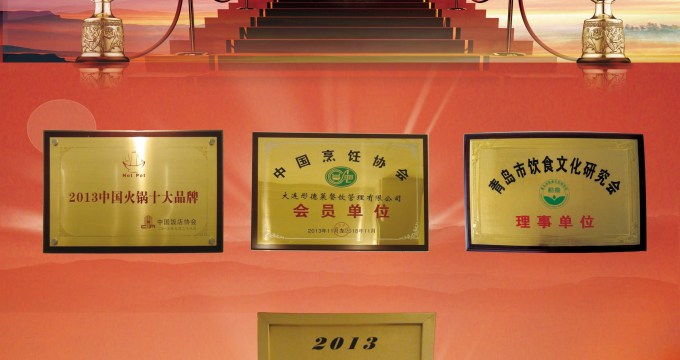 Hot Pot
2013中国火锅十大品牌
中国饭店协会
中国烹饪协会
会员单位
青岛市饮食文化研究会
理事单位
2013